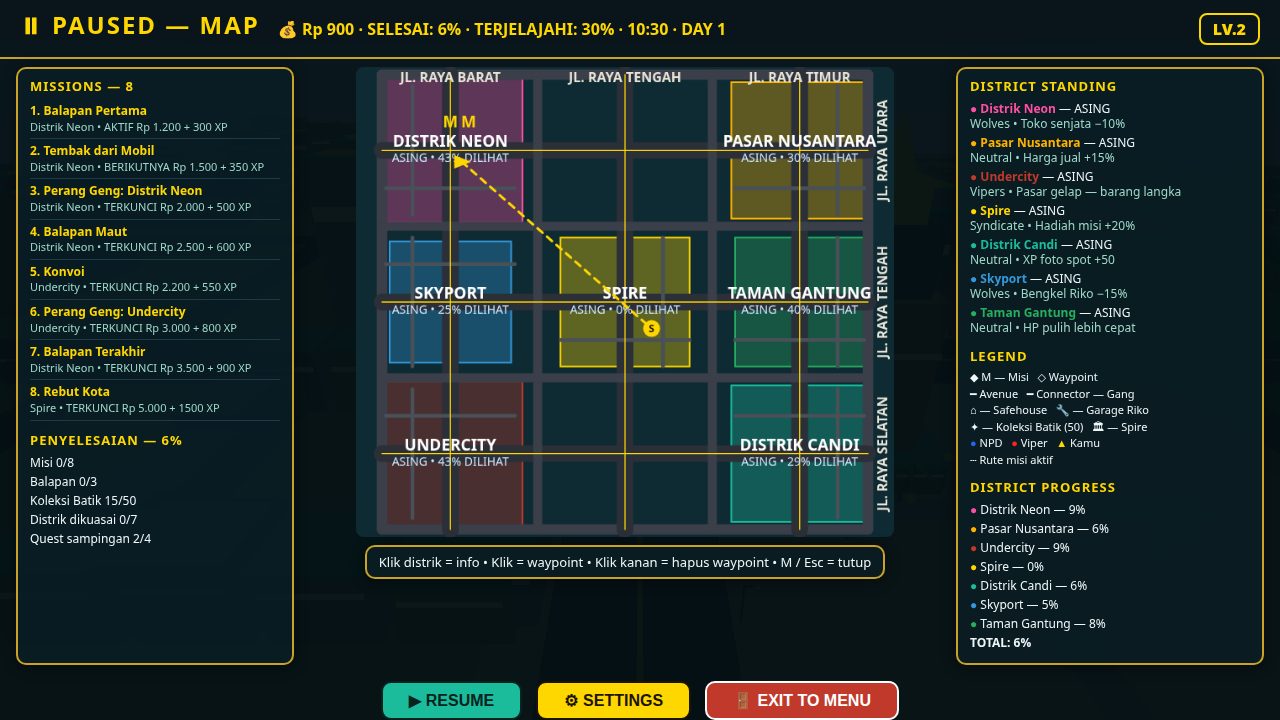 ⏸ PAUSED — MAP
💰 Rp 900 · SELESAI: 6% · TERJELAJAHI: 30% · 10:30 · DAY 1
LV.2
MISSIONS — 8
1. Balapan Pertama
Distrik Neon • AKTIF Rp 1.200 + 300 XP
2. Tembak dari Mobil
Distrik Neon • BERIKUTNYA Rp 1.500 + 350 XP
3. Perang Geng: Distrik Neon
Distrik Neon • TERKUNCI Rp 2.000 + 500 XP
4. Balapan Maut
Distrik Neon • TERKUNCI Rp 2.500 + 600 XP
5. Konvoi
Undercity • TERKUNCI Rp 2.200 + 550 XP
6. Perang Geng: Undercity
Undercity • TERKUNCI Rp 3.000 + 800 XP
7. Balapan Terakhir
Distrik Neon • TERKUNCI Rp 3.500 + 900 XP
8. Rebut Kota
Spire • TERKUNCI Rp 5.000 + 1500 XP
PENYELESAIAN — 6%
Misi 0/8
Balapan 0/3
Koleksi Batik 15/50
Distrik dikuasai 0/7
Quest sampingan 2/4
JL. RAYA BARAT
JL. RAYA TENGAH
JL. RAYA TIMUR
M M
DISTRIK NEON
ASING • 43% DILIHAT
PASAR NUSANTARA
ASING • 30% DILIHAT
JL. RAYA UTARA
SKYPORT
ASING • 25% DILIHAT
SPIRE
ASING • 0% DILIHAT
S
TAMAN GANTUNG
ASING • 40% DILIHAT
JL. RAYA TENGAH
UNDERCITY
ASING • 43% DILIHAT
DISTRIK CANDI
ASING • 29% DILIHAT
JL. RAYA SELATAN
Klik distrik = info • Klik = waypoint • Klik kanan = hapus waypoint • M / Esc = tutup
DISTRICT STANDING
● Distrik Neon — ASING
Wolves • Toko senjata −10%
● Pasar Nusantara — ASING
Neutral • Harga jual +15%
● Undercity — ASING
Vipers • Pasar gelap — barang langka
● Spire — ASING
Syndicate • Hadiah misi +20%
● Distrik Candi — ASING
Neutral • XP foto spot +50
● Skyport — ASING
Wolves • Bengkel Riko −15%
● Taman Gantung — ASING
Neutral • HP pulih lebih cepat
LEGEND
◆ M — Misi ◇ Waypoint
━ Avenue ━ Connector — Gang
⌂ — Safehouse 🔧 — Garage Riko
✦ — Koleksi Batik (50) 🏛 — Spire
● NPD ● Viper ▲ Kamu
┄ Rute misi aktif
DISTRICT PROGRESS
● Distrik Neon — 9%
● Pasar Nusantara — 6%
● Undercity — 9%
● Spire — 0%
● Distrik Candi — 6%
● Skyport — 5%
● Taman Gantung — 8%
TOTAL: 6%
▶ RESUME
⚙ SETTINGS
🚪 EXIT TO MENU